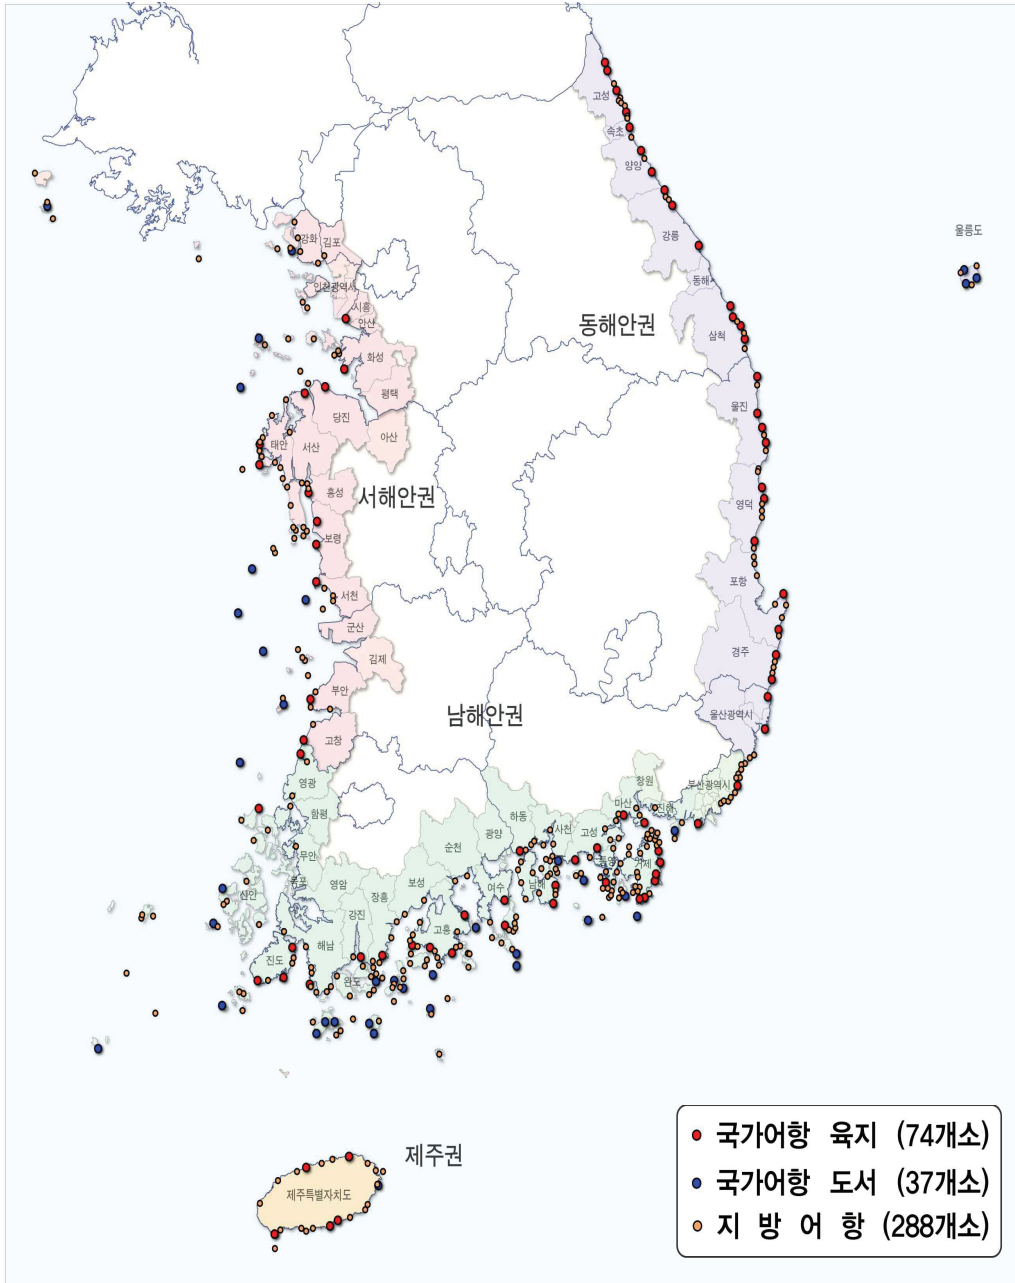 고성
속초
양양
울릉도
강화
김포
강릉
동해
인천광역시
시흥
안산
동해안권
삼척
화성
평택
울진
당진
아산
태안
서산
홍성
서해안권
영덕
보령
포항
서천
군산
김제
경주
부안
남해안권
울산광역시
고창
영광
창원
부산광역시
함평
하동
마산
진해
광양
사천
고성
순천
무안
통영
거제
목포
영암
보성
여수
남해
신안
장흥
강진
고흥
해남
진도
완도
제주권
제주특별자치도
국가어항 육지 (74개소)
국가어항 도서 (37개소)
지 방 어 항 (288개소)